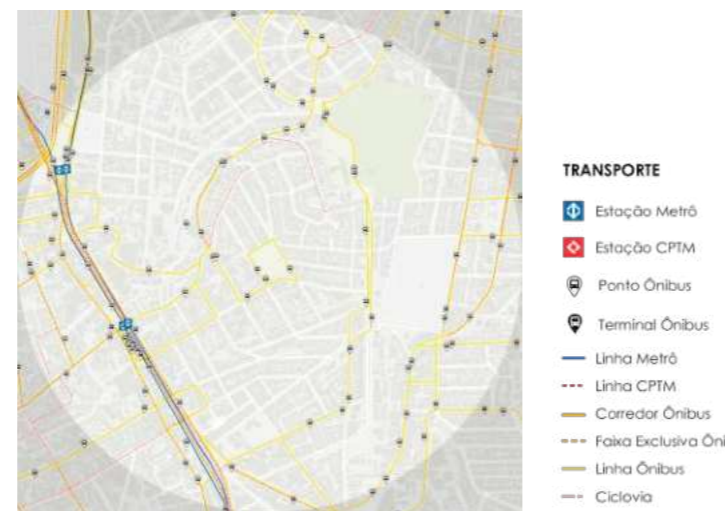 TRANSPORTE
Estação Metrô
Estação CPTM
Ponto Ônibus
Terminal Ônibus
Linha Metrô
Linha CPTM
Corredor Ônibus
Faixa Exclusiva Ôni
Linha Ônibus
Ciclovia